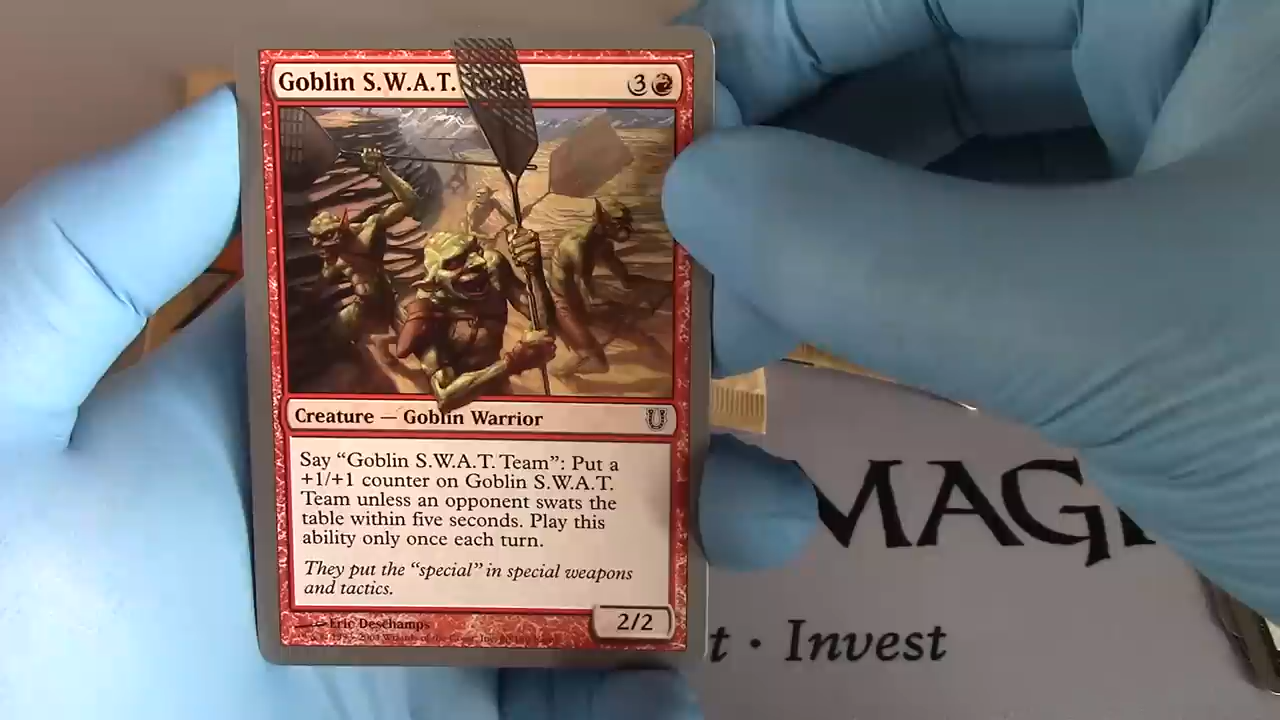 Goblin S.W.A.T.
3
Creature — Goblin Warrior
Say “Goblin S.W.A.T. Team”: Put a
+1/+1 counter on Goblin S.W.A.T.
Team unless an opponent swats the
table within five seconds. Play this
ability only once each turn.
They put the “special” in special weapons
and tactics.
2/2
Eric Deschamps
MAG
t · Invest